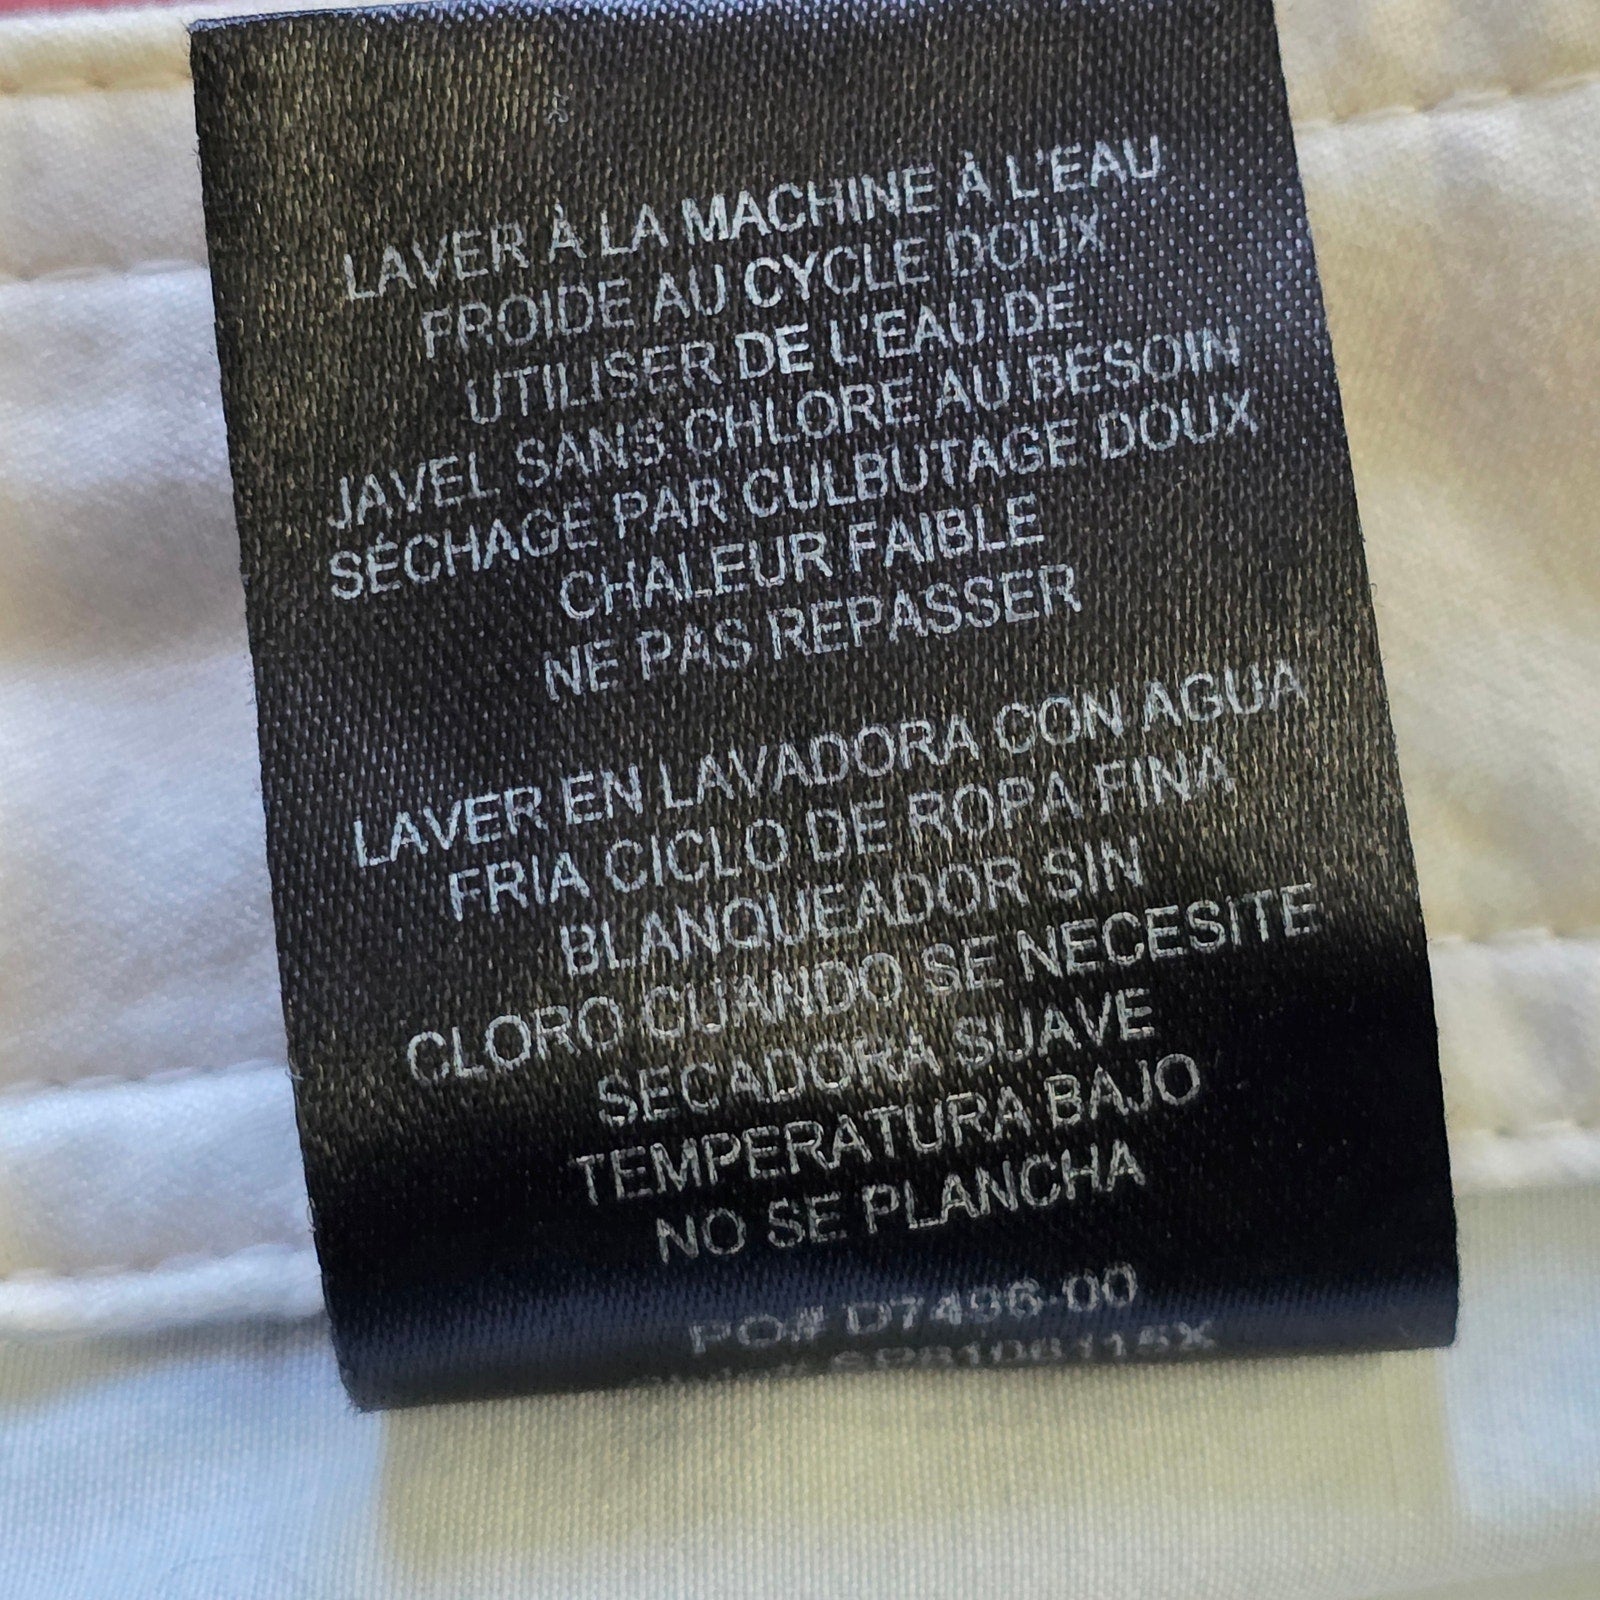 LAVER À LA MACHINE À L'EAU
FROIDE AU CYCLE DOUX
UTILISER DE L'EAU DE
JAVEL SANS CHLORE AU BESOIN
SÉCHAGE PAR CULBUTAGE DOUX
CHALEUR FAIBLE
NE PAS REPASSER
LAVER EN LAVADORA CON AGUA
FRIA CICLO DE ROPA FINA
BLANQUEADOR SIN
CLORO CUANDO SE NECESITE
SECADORA SUAVE
TEMPERATURA BAJO
NO SE PLANCHA
PO# D7496-00